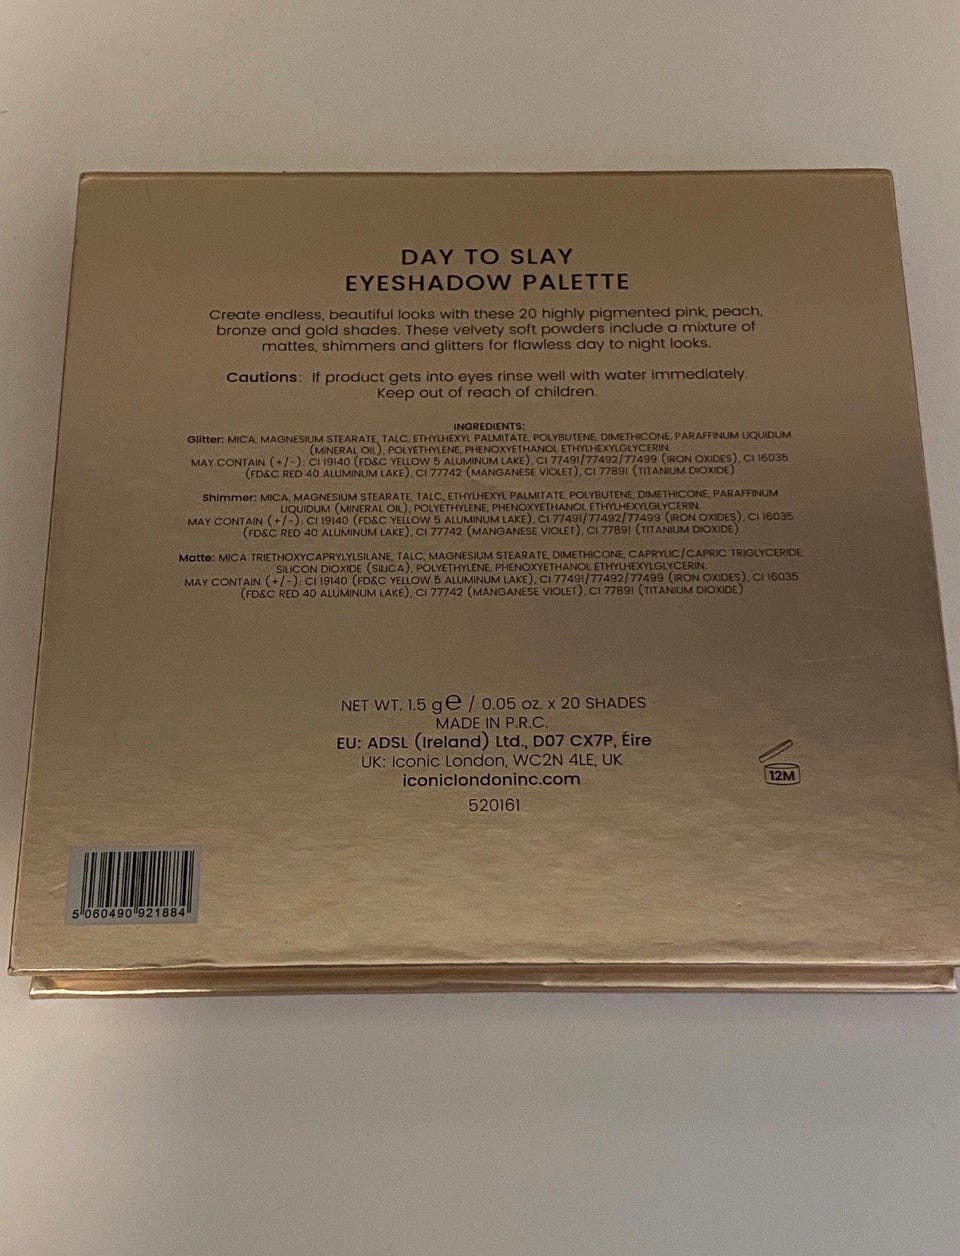 DAY TO SLAY
EYESHADOW PALETTE
Create endless, beautiful looks with these 20 highly pigmented pink, peach,
bronze and gold shades. These velvety soft powders include a mixture of
mattes, shimmers and glitters for flawless day to night looks.
Cautions: If product gets into eyes rinse well with water immediately.
Keep out of reach of children.
INGREDIENTS:
Glitter: MICA, MAGNESIUM STEARATE, TALC, ETHYLHEXYL PALMITATE, POLYBUTENE, DIMETHICONE, PARAFFINUM LIQUIDUM
(MINERAL OIL), POLYETHYLENE, PHENOXYETHANOL ETHYLHEXYLGLYCERIN.
MAY CONTAIN (+/-): CI 19140 (FD&C YELLOW 5 ALUMINUM LAKE), CI 77491/77492/77499 (IRON OXIDES), CI 16035
(FD&C RED 40 ALUMINUM LAKE), CI 77742 (MANGANESE VIOLET), CI 77891 (TITANIUM DIOXIDE)
Shimmer: MICA, MAGNESIUM STEARATE, TALC, ETHYLHEXYL PALMITATE, POLYBUTENE, DIMETHICONE, PARAFFINUM
LIQUIDUM (MINERAL OIL), POLYETHYLENE, PHENOXYETHANOL ETHYLHEXYLGLYCERIN.
MAY CONTAIN (+/-): CI 19140 (FD&C YELLOW 5 ALUMINUM LAKE), CI 77491/77492/77499 (IRON OXIDES), CI 16035
(FD&C RED 40 ALUMINUM LAKE), CI 77742 (MANGANESE VIOLET), CI 77891 (TITANIUM DIOXIDE)
Matte: MICA TRIETHOXYCAPRYLYLSILANE, TALC, MAGNESIUM STEARATE, DIMETHICONE, CAPRYLIC/CAPRIC TRIGLYCERIDE,
SILICON DIOXIDE (SILICA), POLYETHYLENE, PHENOXYETHANOL ETHYLHEXYLGLYCERIN.
MAY CONTAIN (+/-): CI 19140 (FD&C YELLOW 5 ALUMINUM LAKE), CI 77491/77492/77499 (IRON OXIDES), CI 16035
(FD&C RED 40 ALUMINUM LAKE), CI 77742 (MANGANESE VIOLET), CI 77891 (TITANIUM DIOXIDE)
NET WT. 1.5 g ℮ / 0.05 oz. x 20 SHADES
MADE IN P.R.C.
EU: ADSL (Ireland) Ltd., D07 CX7P, Éire
UK: Iconic London, WC2N 4LE, UK
iconiclondoninc.com
520161
12M
5 060490 921884